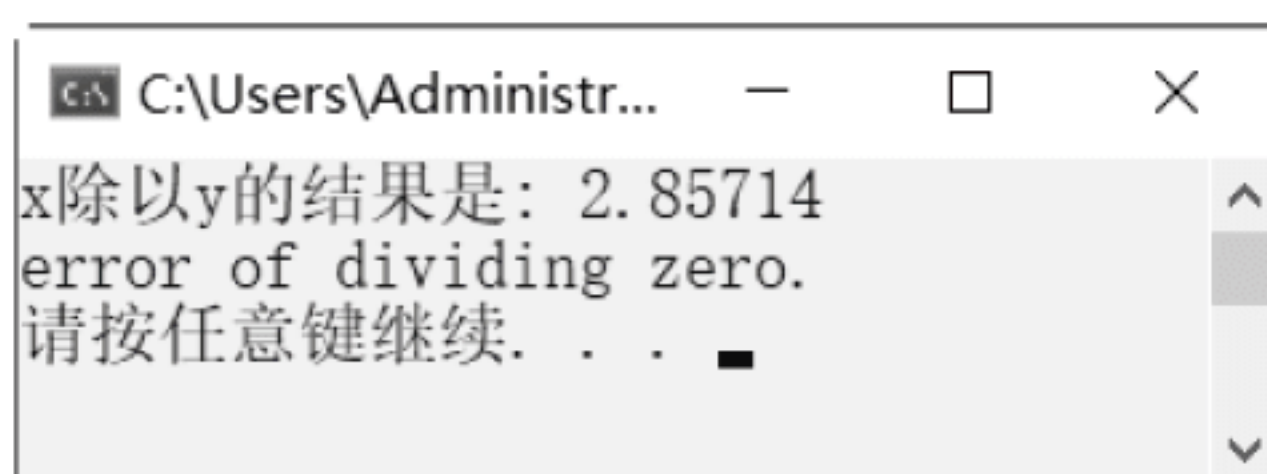 C:\Users\Administr...
x除以y的结果是: 2.85714
error of dividing zero.
请按任意键继续. . .